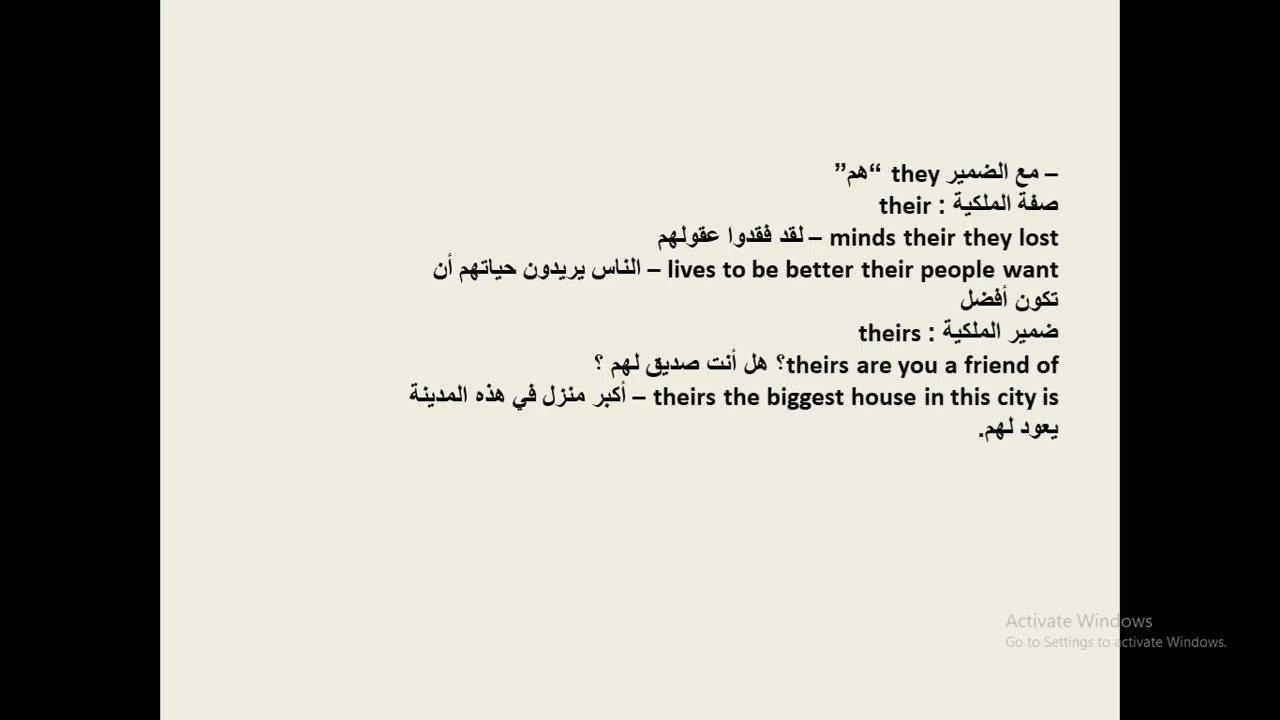 – مع الضمير they “هم”
صفة الملكية : their
minds their they lost – لقد فقدوا عقولهم
lives to be better their people want – الناس يريدون حياتهم أن
تكون أفضل
ضمير الملكية : theirs
theirs are you a friend of؟ هل أنت صديق لهم ؟
theirs the biggest house in this city is – أكبر منزل في هذه المدينة
يعود لهم.
Activate Windows
Go to Settings to activate Windows.